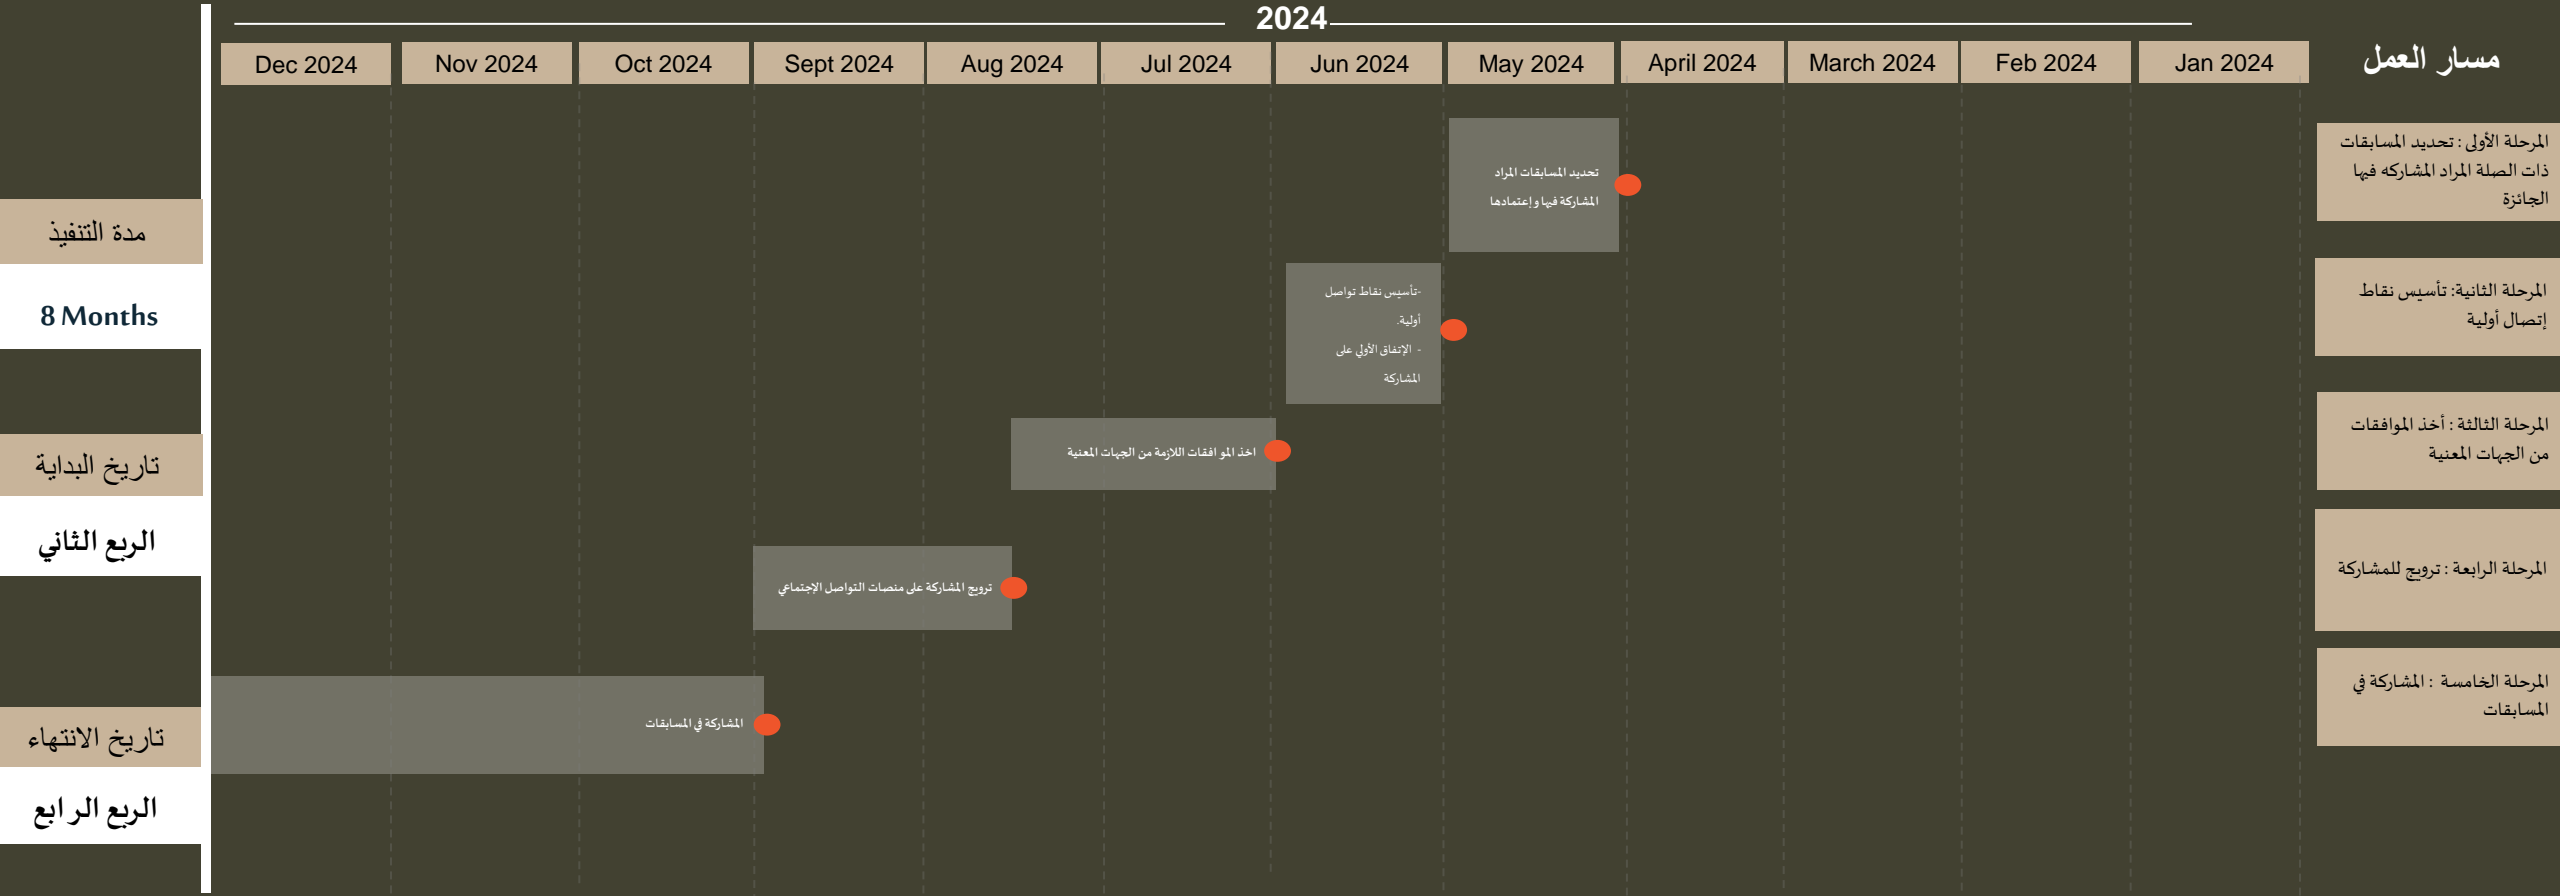 2024
مسار العمل
Jan 2024
Feb 2024
March 2024
April 2024
May 2024
Jun 2024
Jul 2024
Aug 2024
Sept 2024
Oct 2024
Nov 2024
Dec 2024
المرحلة الأولى : تحديد المسابقات
ذات الصلة المراد المشاركه فيها
الجائزة
تحديد المسابقات المراد
المشاركة فيها وإعتمادها
المرحلة الثانية: تأسيس نقاط
إتصال أولية
-تأسيس نقاط تواصل
أولية.
- الإتفاق الأولي على
المشاركة
المرحلة الثالثة : أخذ الموافقات
من الجهات المعنية
اخذ الموافقات اللازمة من الجهات المعنية
المرحلة الرابعة : ترويج للمشاركة
ترويج المشاركة على منصات التواصل الإجتماعي
المرحلة الخامسة : المشاركة في
المسابقات
المشاركة في المسابقات
مدة التنفيذ
8 Months
تاريخ البداية
الربع الثاني
تاريخ الانتهاء
الربع الرابع